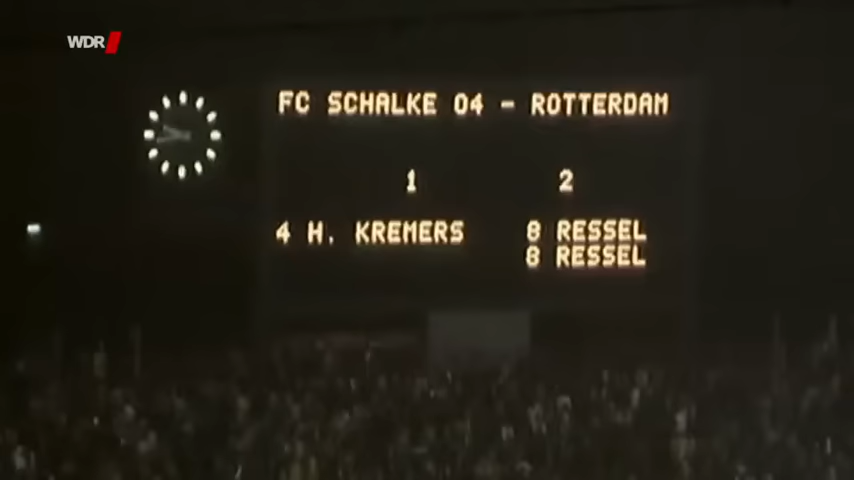 WDR
FC SCHALKE 04 - ROTTERDAM
1 2
4 H. KREMERS 8 RESSEL
8 RESSEL